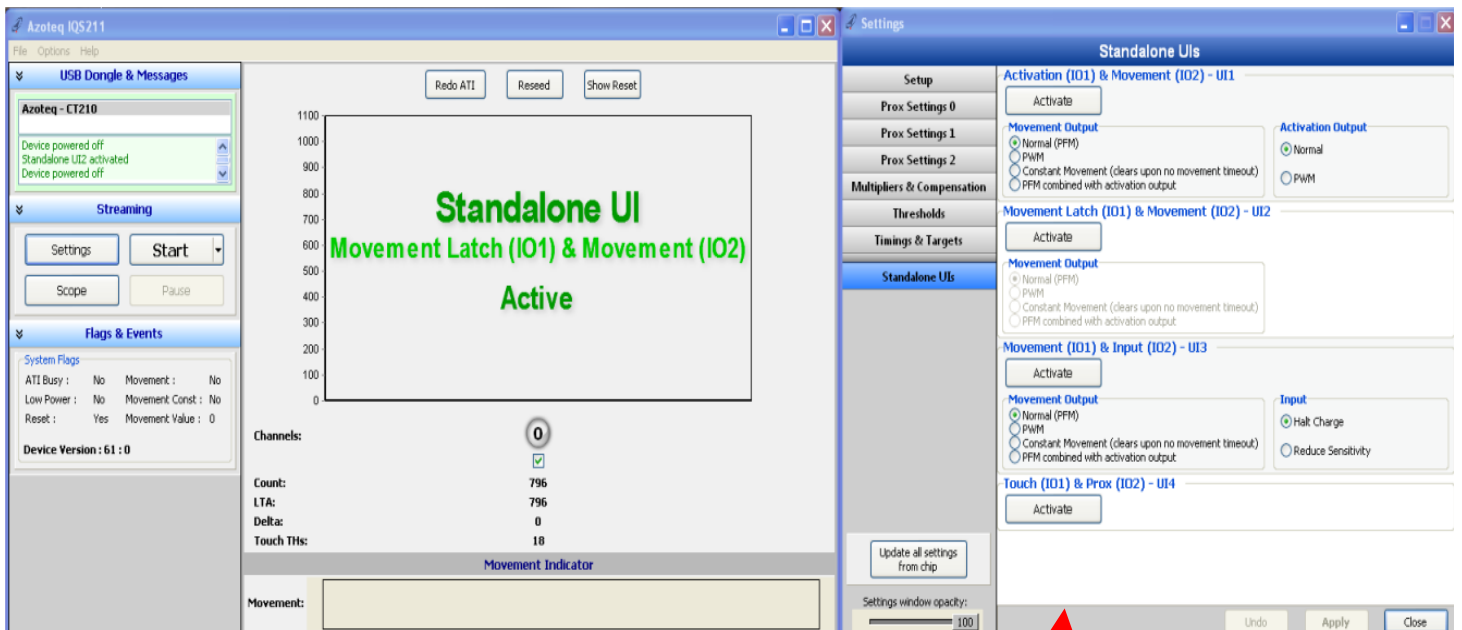 Azoteq IQS211
File Options Help
USB Dongle & Messages
Azoteq - CT210
Device powered off
Standalone UI2 activated
Device powered off
Streaming
Settings
Start
Scope
Pause
Flags & Events
System Flags
ATI Busy : No Movement : No
Low Power : No Movement Const : No
Reset : Yes Movement Value : 0
Device Version : 61 : 0
Redo ATI
Reseed
Show Reset
1100
1000
900
800
700
600
500
400
300
200
100
0
Standalone UI
Movement Latch (IO1) & Movement (IO2)
Active
Channels: 0
Count: 796
LTA: 796
Delta: 0
Touch THs: 18
Movement Indicator
Movement:
Settings
Standalone UIs
Setup
Prox Settings 0
Prox Settings 1
Prox Settings 2
Multipliers & Compensation
Thresholds
Timings & Targets
Standalone UIs
Update all settings
from chip
Settings window opacity:
100
Activation (IO1) & Movement (IO2) - UI1
Activate
Movement Output
Normal (PFM)
PWM
Constant Movement (clears upon no movement timeout)
PFM combined with activation output
Activation Output
Normal
PWM
Movement Latch (IO1) & Movement (IO2) - UI2
Activate
Movement Output
Normal (PFM)
PWM
Constant Movement (clears upon no movement timeout)
PFM combined with activation output
Movement (IO1) & Input (IO2) - UI3
Activate
Movement Output
Normal (PFM)
PWM
Constant Movement (clears upon no movement timeout)
PFM combined with activation output
Input
Halt Charge
Reduce Sensitivity
Touch (IO1) & Prox (IO2) - UI4
Activate
Undo
Apply
Close